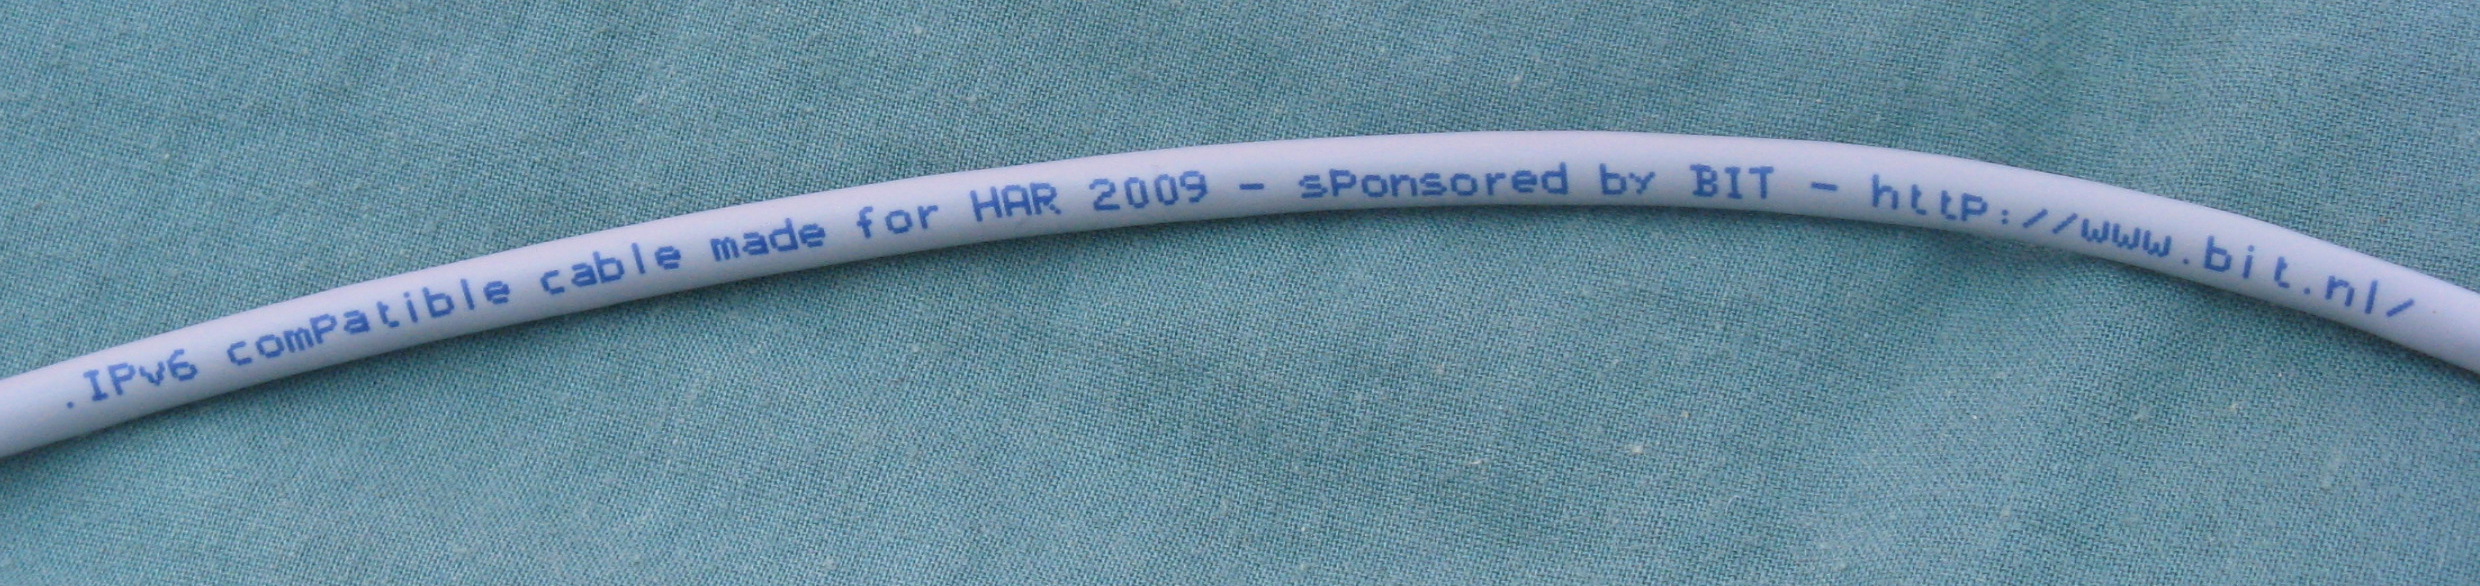 .IPv6 comPatible cable made for HAR 2009 - sPonsored by BIT - httP://www.bit.nl/